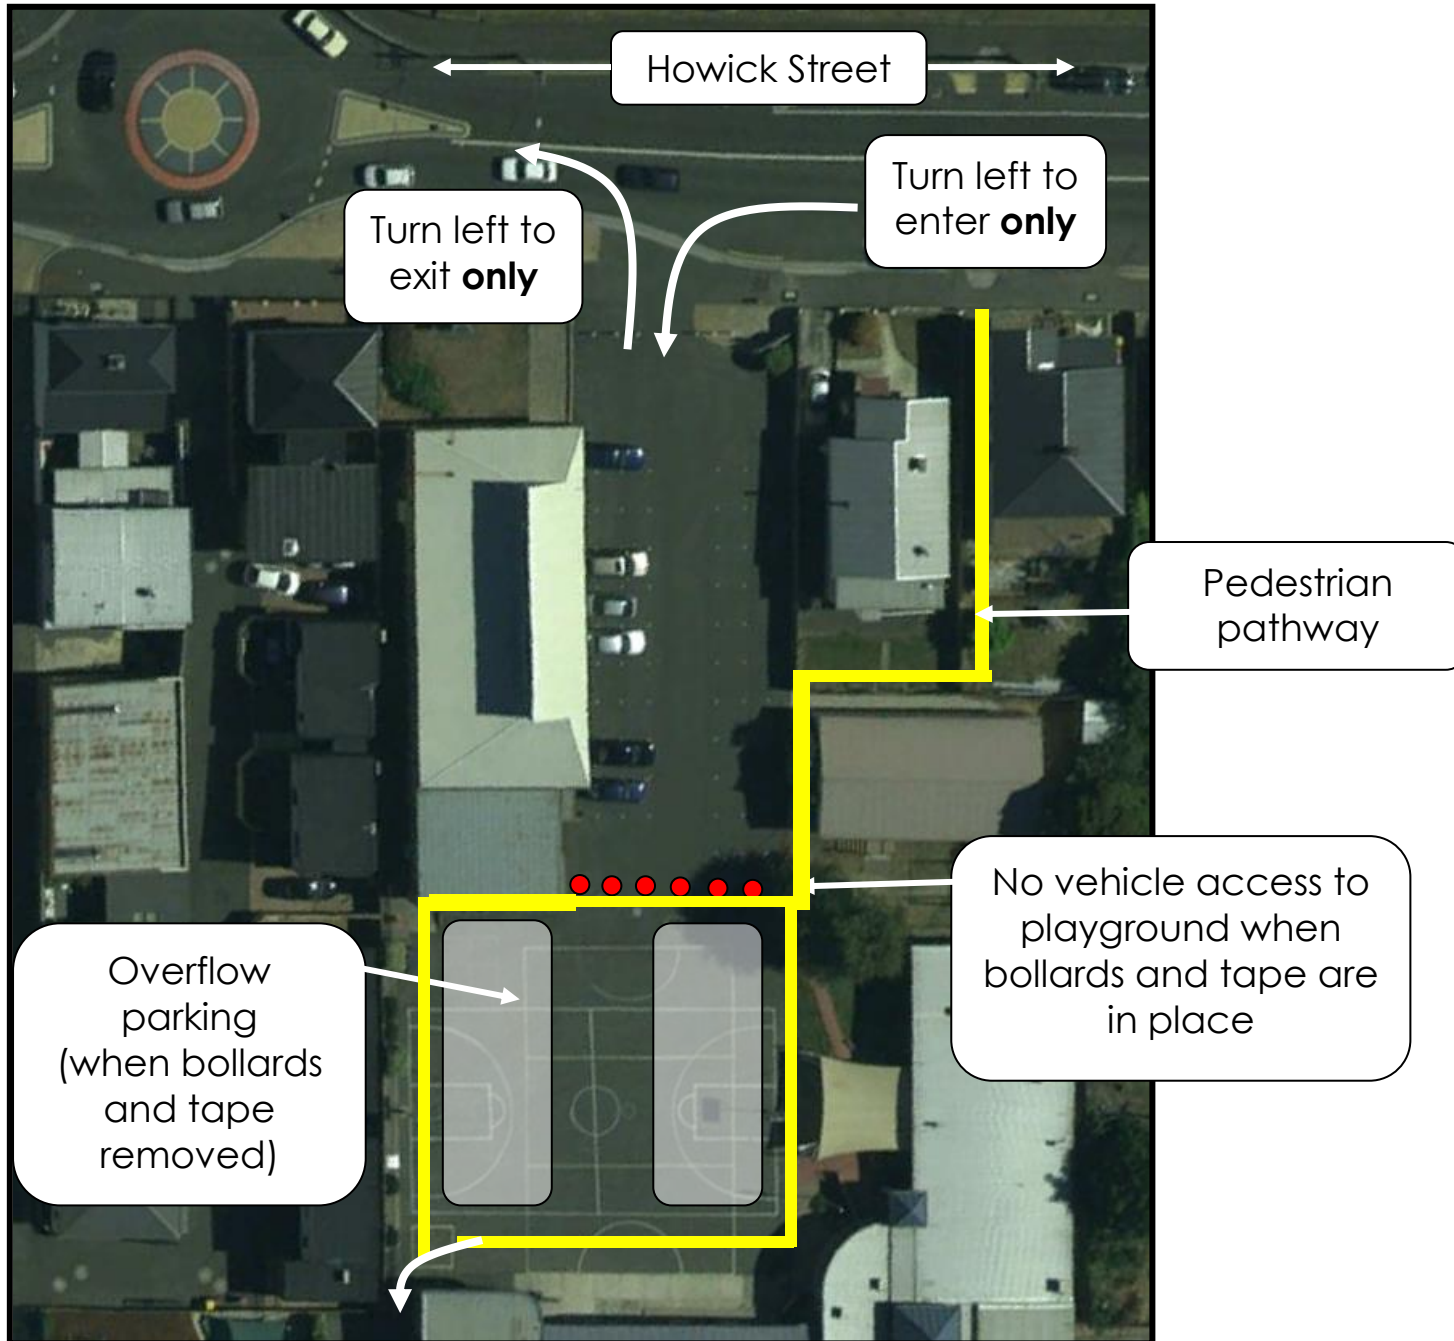 Howick Street
Turn left to
enter only
Turn left to
exit only
Pedestrian
pathway
No vehicle access to
playground when
bollards and tape are
in place
Overflow
parking
(when bollards
and tape
removed)